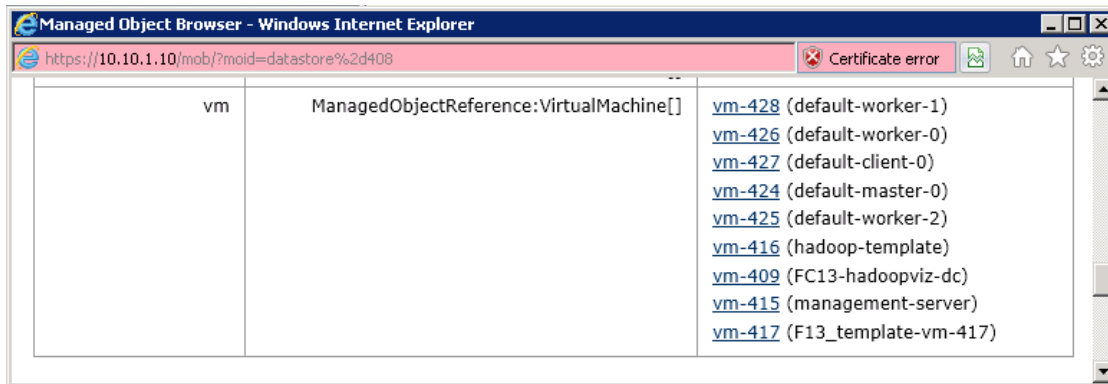 Managed Object Browser - Windows Internet Explorer
https://10.10.1.10/mob/?moid=datastore%2d408
Certificate error
vm ManagedObjectReference:VirtualMachine[] vm-428 (default-worker-1)
vm-426 (default-worker-0)
vm-427 (default-client-0)
vm-424 (default-master-0)
vm-425 (default-worker-2)
vm-416 (hadoop-template)
vm-409 (FC13-hadoopviz-dc)
vm-415 (management-server)
vm-417 (F13_template-vm-417)